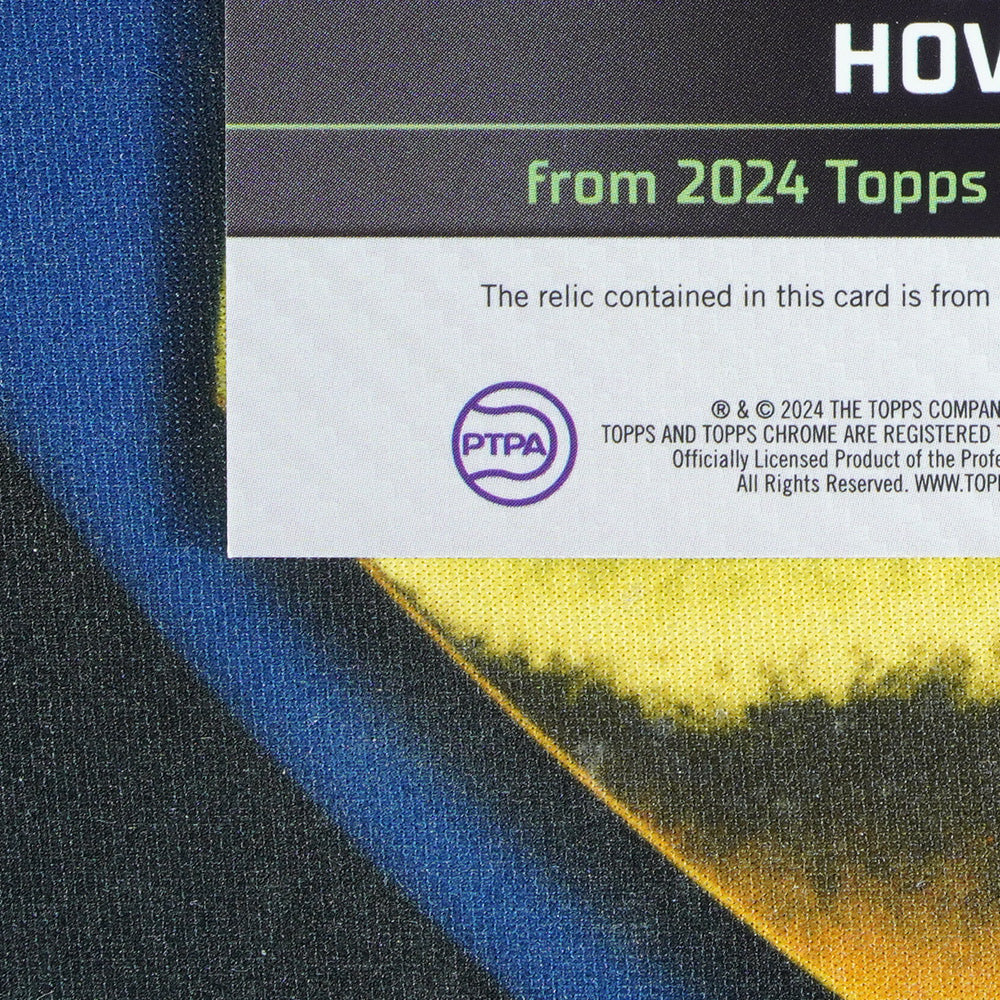 HOV
from 2024 Topps
The relic contained in this card is from
® & © 2024 THE TOPPS COMPAN
TOPPS AND TOPPS CHROME ARE REGISTERED T
Officially Licensed Product of the Profe
All Rights Reserved. WWW.TOPP
PTPA